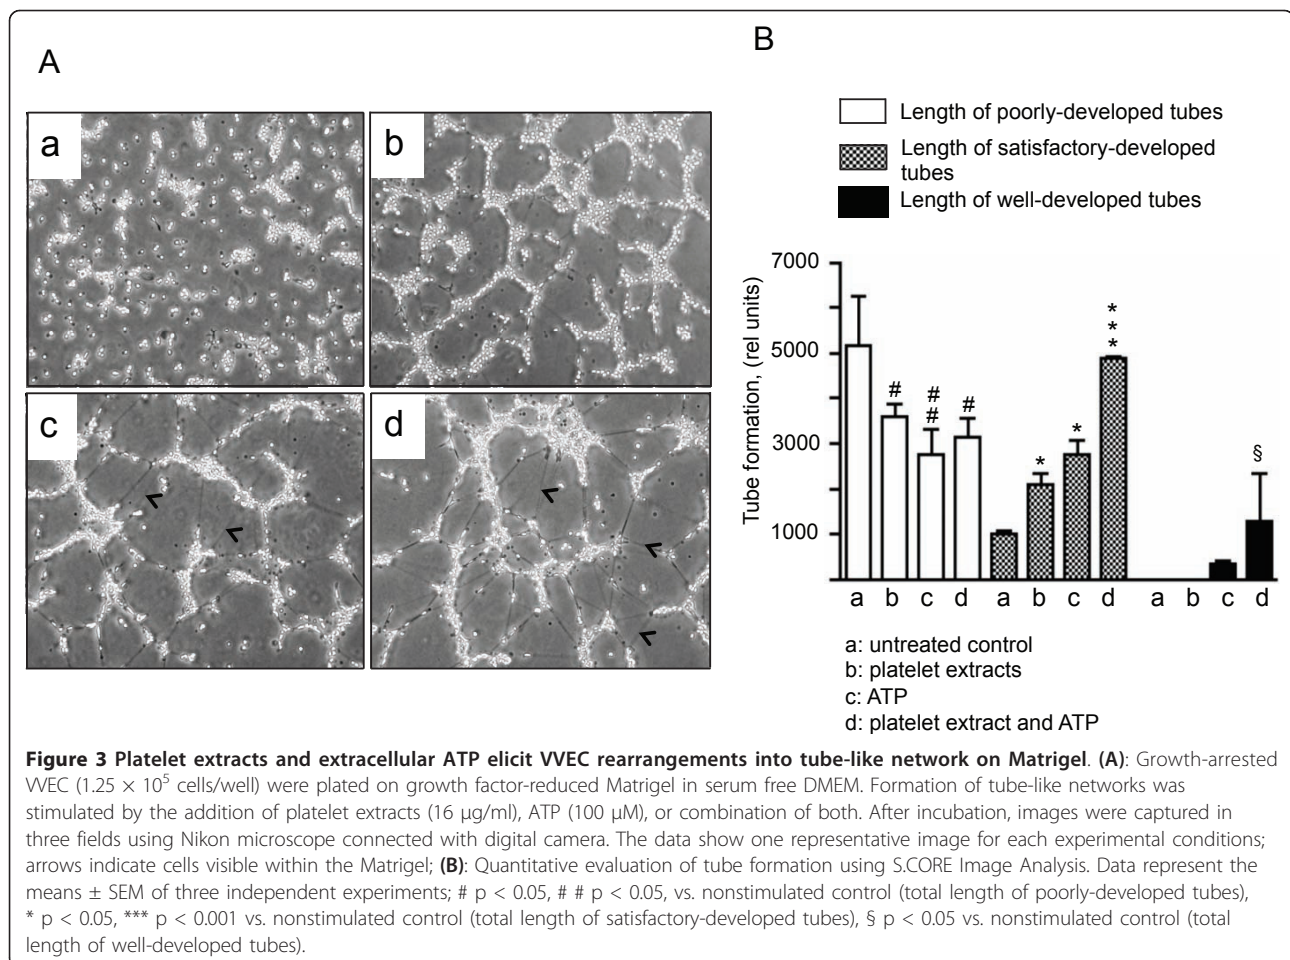 A
B
a
b
c
d
Length of poorly-developed tubes
Length of satisfactory-developed
tubes
Length of well-developed tubes
Tube formation, (rel units)
7000
5000
3000
1000
#
#
#
#
*
*
*
*
*
§
a b c d a b c d a b c d
a: untreated control
b: platelet extracts
c: ATP
d: platelet extract and ATP
Figure 3 Platelet extracts and extracellular ATP elicit VVEC rearrangements into tube-like network on Matrigel. (A): Growth-arrested
VVEC (1.25 × 10⁵ cells/well) were plated on growth factor-reduced Matrigel in serum free DMEM. Formation of tube-like networks was
stimulated by the addition of platelet extracts (16 μg/ml), ATP (100 μM), or combination of both. After incubation, images were captured in
three fields using Nikon microscope connected with digital camera. The data show one representative image for each experimental conditions;
arrows indicate cells visible within the Matrigel; (B): Quantitative evaluation of tube formation using S.CORE Image Analysis. Data represent the
means ± SEM of three independent experiments; # p < 0.05, # # p < 0.05, vs. nonstimulated control (total length of poorly-developed tubes),
* p < 0.05, *** p < 0.001 vs. nonstimulated control (total length of satisfactory-developed tubes), § p < 0.05 vs. nonstimulated control (total
length of well-developed tubes).